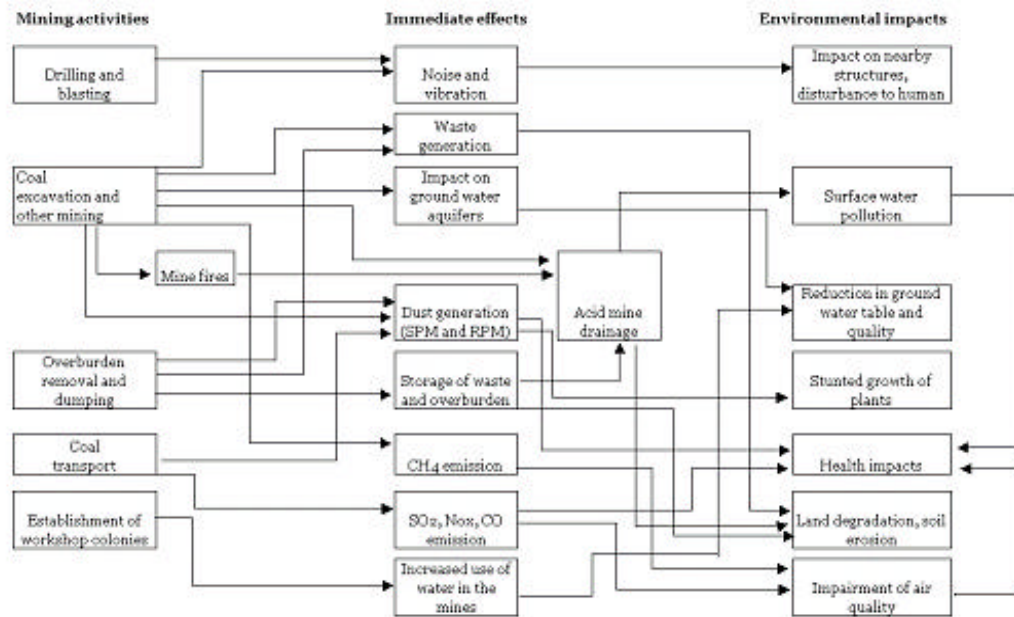 Mining activities
Immediate effects
Environmental impacts
Drilling and
blasting
Noise and
vibration
Impact on nearby
structures,
disturbance to human
Waste
generation
Coal
excavation and
other mining
Impact on
ground water
aquifers
Surface water
pollution
Mine fires
Acid mine
drainage
Dust generation
(SPM and RPM)
Reduction in ground
water table and
quality
Overburden
removal and
dumping
Storage of waste
and overburden
Stunted growth of
plants
Coal
transport
CH4 emission
Health impacts
Establishment of
workshop colonies
SO2, Nox, CO
emission
Land degradation, soil
erosion
Increased use of
water in the
mines
Impairment of air
quality